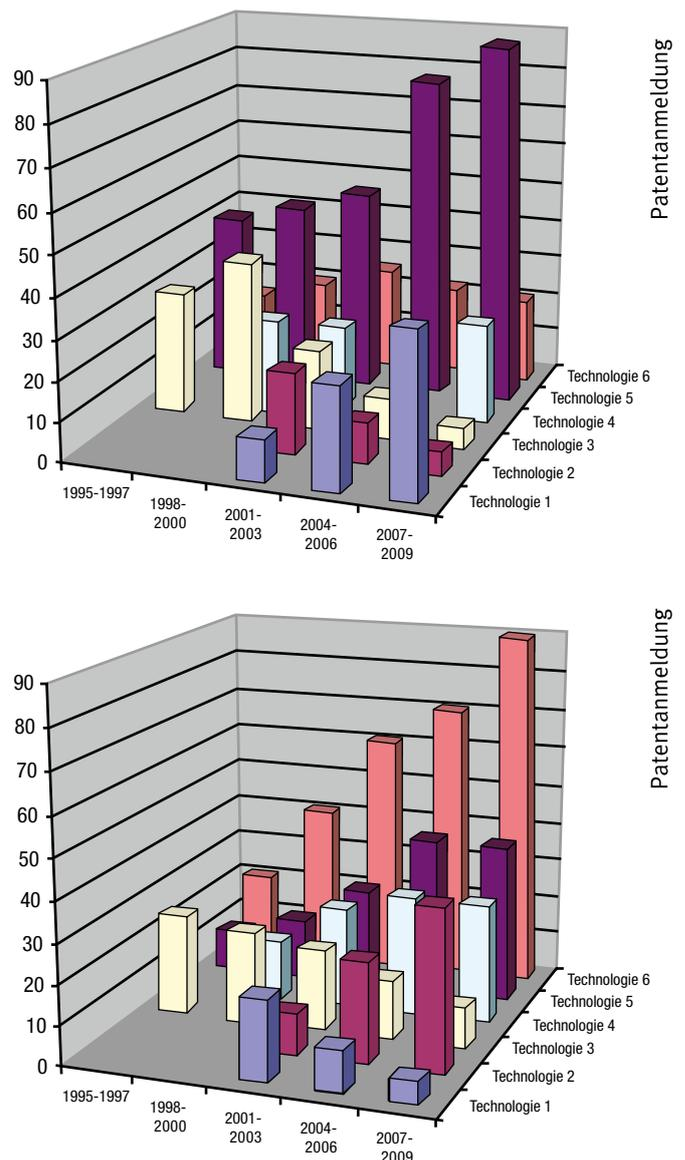 Patentanmeldung
90
80
70
60
50
40
30
20
10
0
1995-1997
1998-
2000
2001-
2003
2004-
2006
2007-
2009
Technologie 6
Technologie 5
Technologie 4
Technologie 3
Technologie 2
Technologie 1
Patentanmeldung
90
80
70
60
50
40
30
20
10
0
1995-1997
1998-
2000
2001-
2003
2004-
2006
2007-
2009
Technologie 6
Technologie 5
Technologie 4
Technologie 3
Technologie 2
Technologie 1